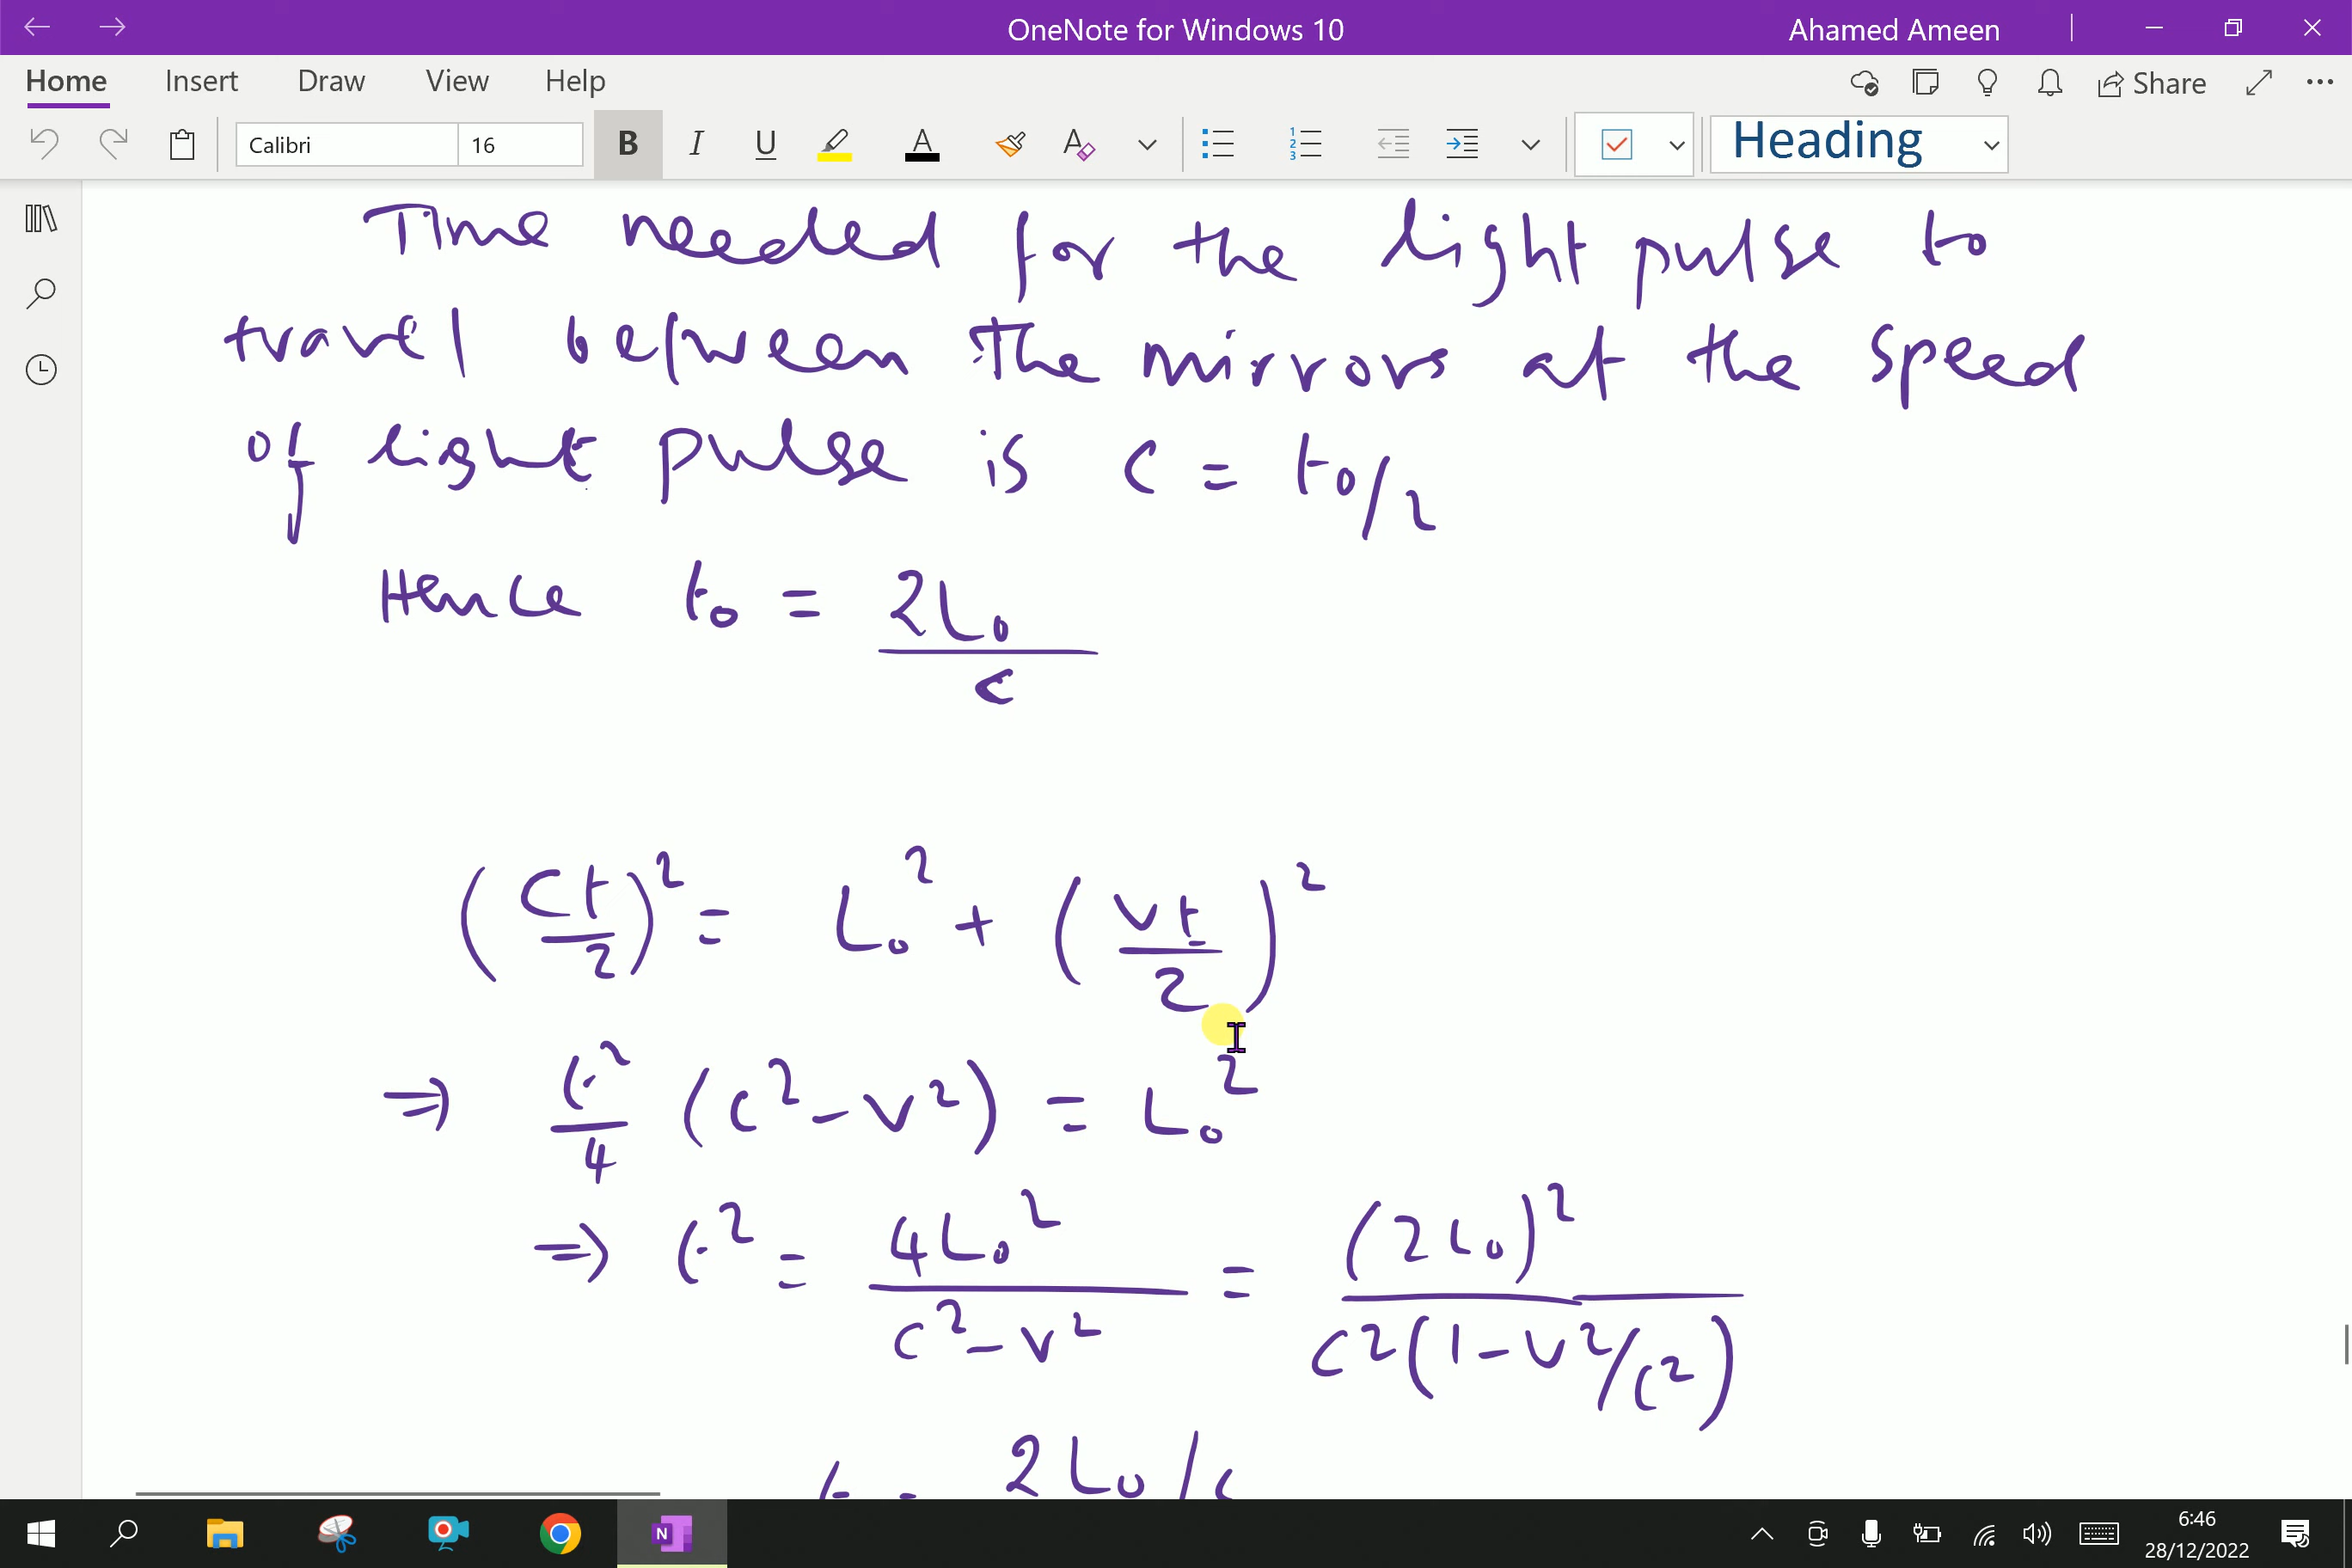 OneNote for Windows 10
Ahamed Ameen
Home Insert Draw View Help
Share
Calibri 16 B I U A A Heading
Time needed for the light pulse to
travel between the mirrors at the speed
of light pulse is c = t₀/2
Hence t₀ = 2L₀/c
(ct/2)² = L₀² + (vt/2)²
⇒ t²/4 (c² - v²) = L₀²
⇒ t² = 4L₀²/(c² - v²) = (2L₀)²/(c²(1 - v²/c²))
t = 2L₀/c
6:46
28/12/2022